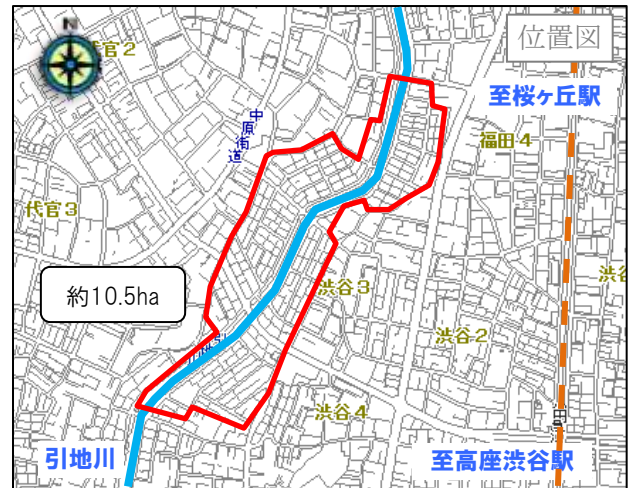 位置図
代官2
至桜ヶ丘駅
中原街道
福田4
代官3
約10.5ha
渋谷3
渋谷2
渋谷4
引地川
至高座渋谷駅